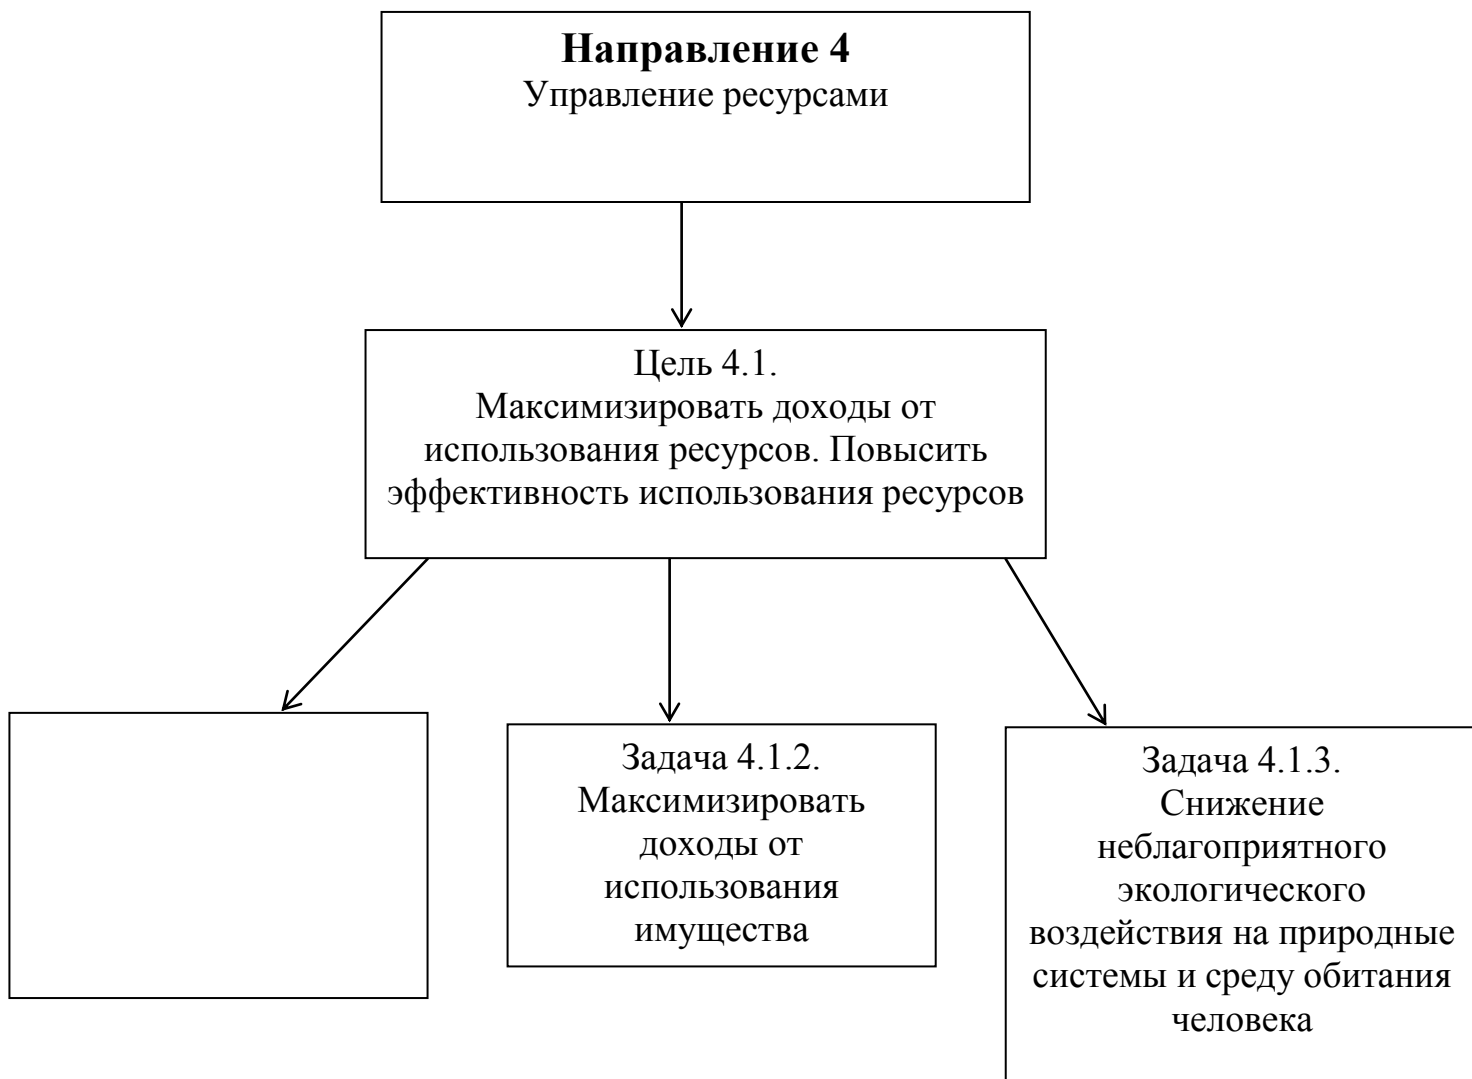 Направление 4
Управление ресурсами
Цель 4.1.
Максимизировать доходы от
использования ресурсов. Повысить
эффективность использования ресурсов
Задача 4.1.2.
Максимизировать
доходы от
использования
имущества
Задача 4.1.3.
Снижение
неблагоприятного
экологического
воздействия на природные
системы и среду обитания
человека